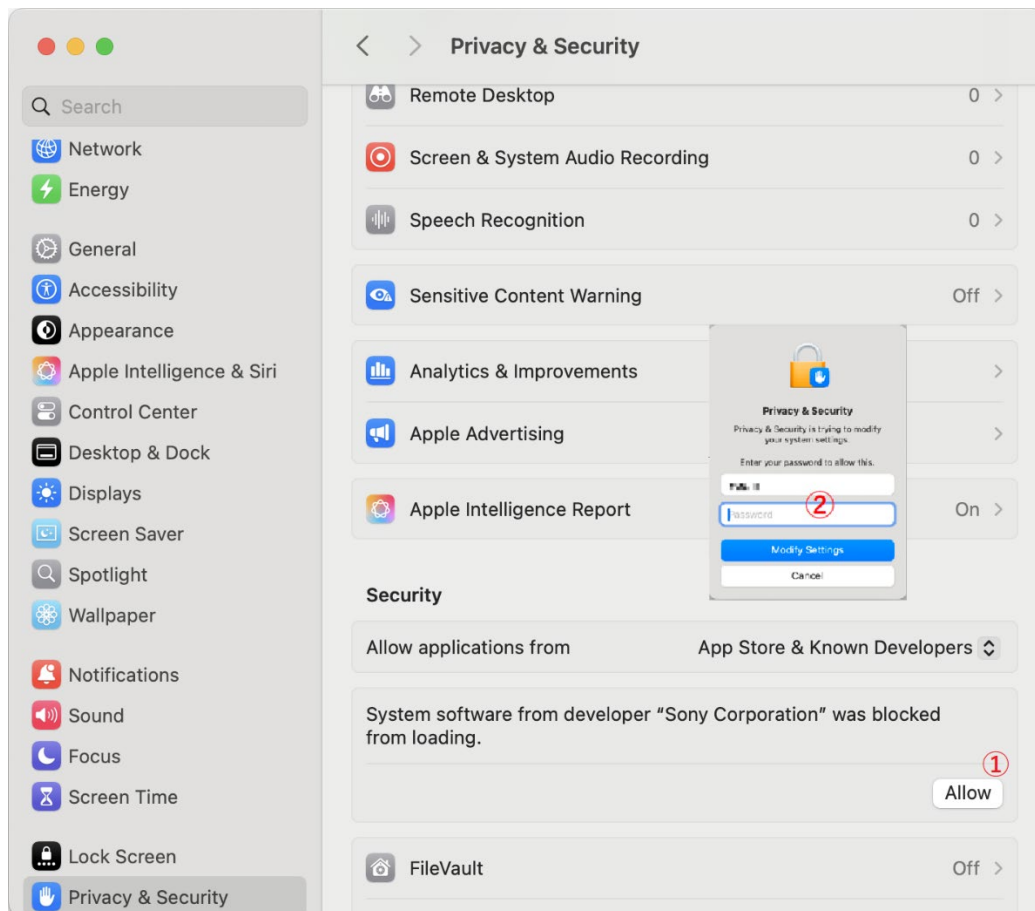 Privacy & Security
Search
Network
Energy
General
Accessibility
Appearance
Apple Intelligence & Siri
Control Center
Desktop & Dock
Displays
Screen Saver
Spotlight
Wallpaper
Notifications
Sound
Focus
Screen Time
Lock Screen
Privacy & Security
Remote Desktop 0
Screen & System Audio Recording 0
Speech Recognition 0
Sensitive Content Warning Off
Analytics & Improvements
Apple Advertising
Apple Intelligence Report On
Privacy & Security
Privacy & Security is trying to modify
your system settings.
Enter your password to allow this.
Password ②
Modify Settings
Cancel
Security
Allow applications from App Store & Known Developers
System software from developer “Sony Corporation” was blocked
from loading.
①
Allow
FileVault Off